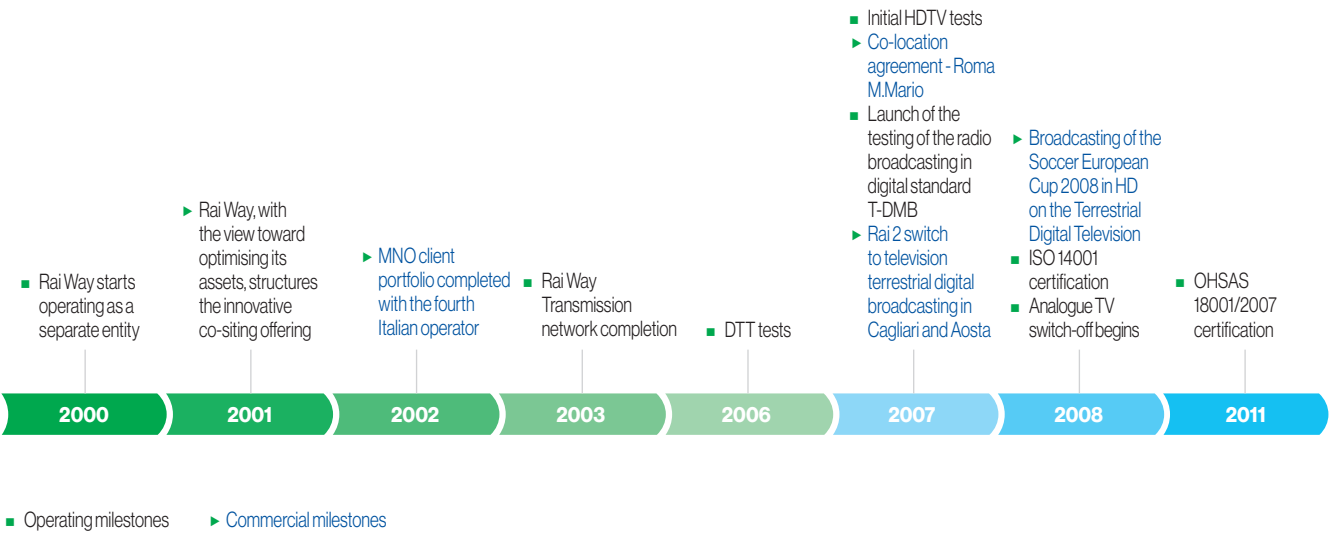 Rai Way starts
operating as a
separate entity
Rai Way, with
the view toward
optimising its
assets, structures
the innovative
co-siting offering
MNO client
portfolio completed
with the fourth
Italian operator
Rai Way
Transmission
network completion
DTT tests
Initial HDTV tests
Co-location
agreement - Roma
M.Mario
Launch of the
testing of the radio
broadcasting in
digital standard
T-DMB
Rai 2 switch
to television
terrestrial digital
broadcasting in
Cagliari and Aosta
Broadcasting of the
Soccer European
Cup 2008 in HD
on the Terrestrial
Digital Television
ISO 14001
certification
Analogue TV
switch-off begins
OHSAS
18001/2007
certification
2000
2001
2002
2003
2006
2007
2008
2011
Operating milestones
Commercial milestones